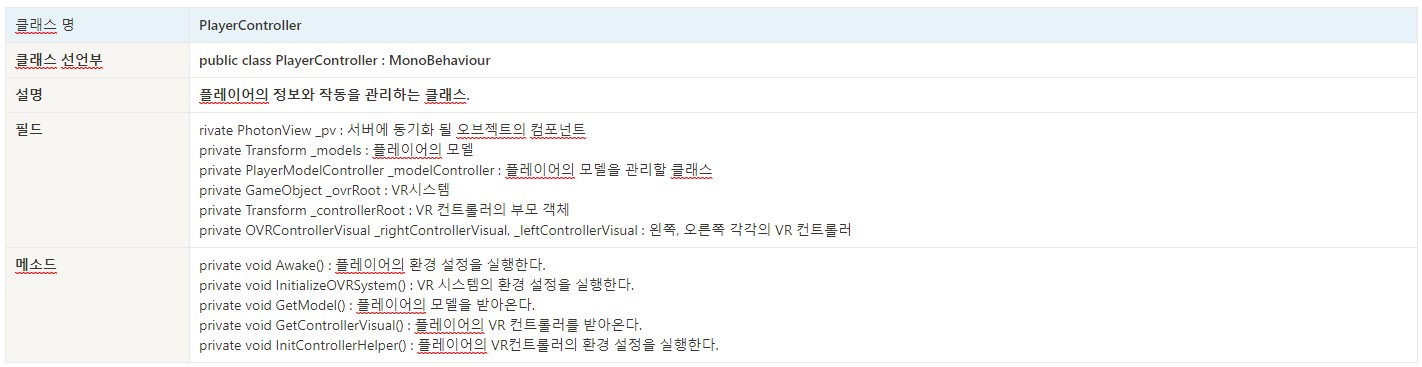 클래스 명 PlayerController
클래스 선언부 public class PlayerController : MonoBehaviour
설명 플레이어의 정보와 작동을 관리하는 클래스.
필드 rivate PhotonView _pv : 서버에 동기화 될 오브젝트의 컴포넌트
private Transform _models : 플레이어의 모델
private PlayerModelController _modelController : 플레이어의 모델을 관리할 클래스
private GameObject _ovrRoot : VR시스템
private Transform _controllerRoot : VR 컨트롤러의 부모 객체
private OVRControllerVisual _rightControllerVisual, _leftControllerVisual : 왼쪽, 오른쪽 각각의 VR 컨트롤러
메소드 private void Awake() : 플레이어의 환경 설정을 실행한다.
private void InitializeOVRSystem() : VR 시스템의 환경 설정을 실행한다.
private void GetModel() : 플레이어의 모델을 받아온다.
private void GetControllerVisual() : 플레이어의 VR 컨트롤러를 받아온다.
private void InitControllerHelper() : 플레이어의 VR컨트롤러의 환경 설정을 실행한다.